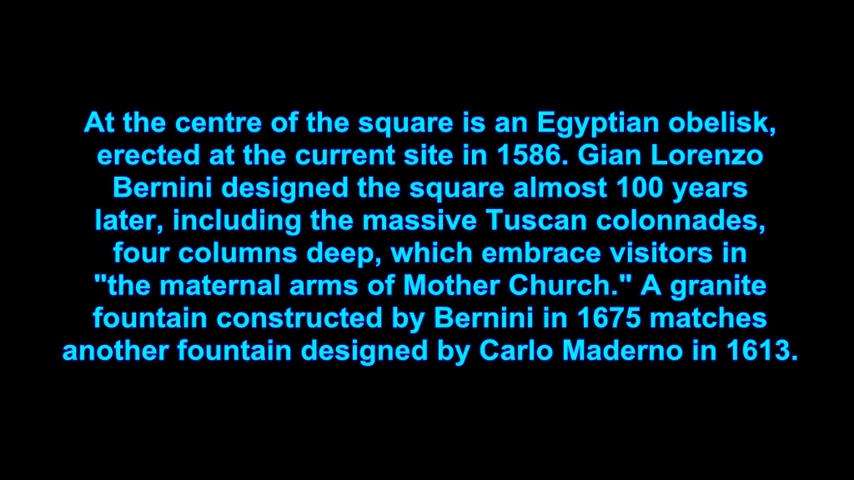 At the centre of the square is an Egyptian obelisk,
erected at the current site in 1586. Gian Lorenzo
Bernini designed the square almost 100 years
later, including the massive Tuscan colonnades,
four columns deep, which embrace visitors in
"the maternal arms of Mother Church." A granite
fountain constructed by Bernini in 1675 matches
another fountain designed by Carlo Maderno in 1613.